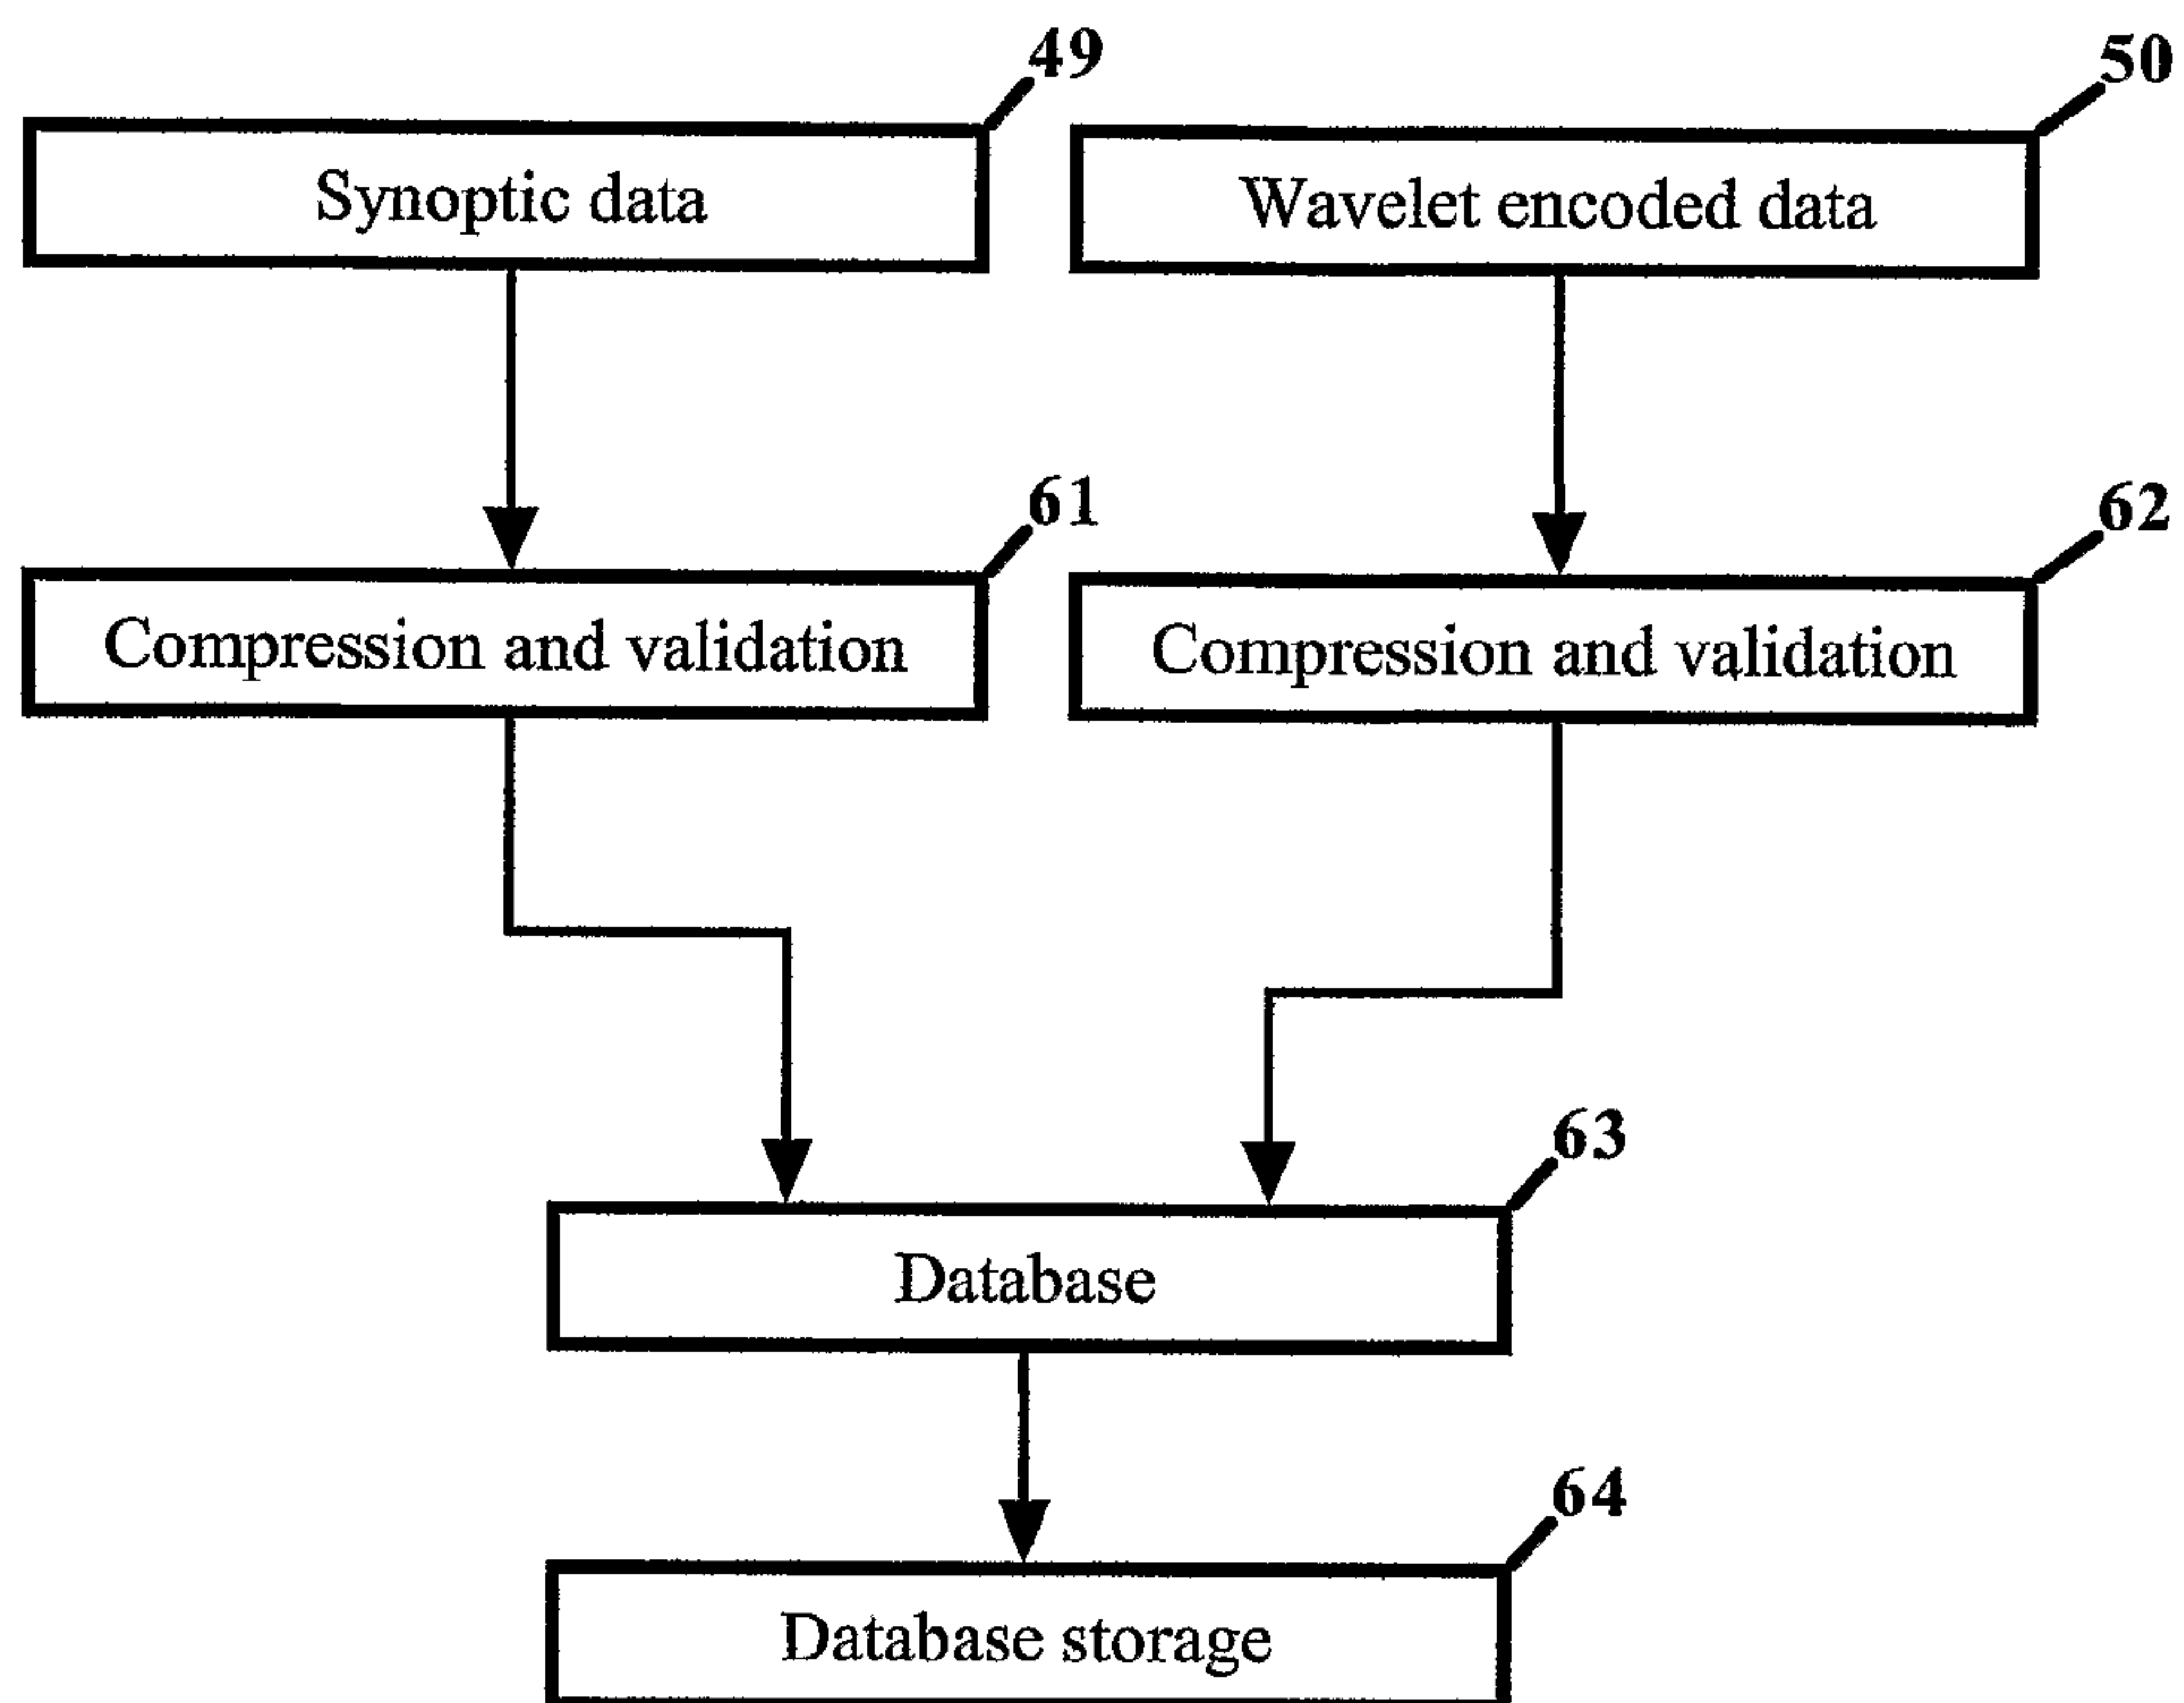 49
50
Synoptic data
Wavelet encoded data
61
62
Compression and validation
Compression and validation
63
Database
64
Database storage